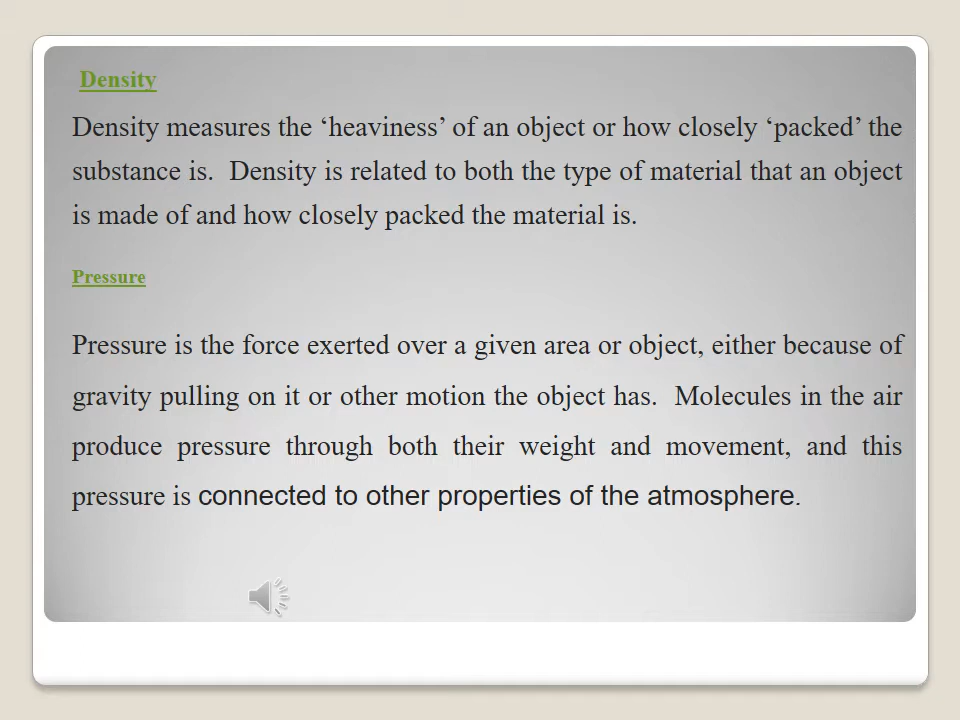 Density
Density measures the ‘heaviness’ of an object or how closely ‘packed’ the
substance is.  Density is related to both the type of material that an object
is made of and how closely packed the material is.
Pressure
Pressure is the force exerted over a given area or object, either because of
gravity pulling on it or other motion the object has.  Molecules in the air
produce pressure through both their weight and movement, and this
pressure is connected to other properties of the atmosphere.